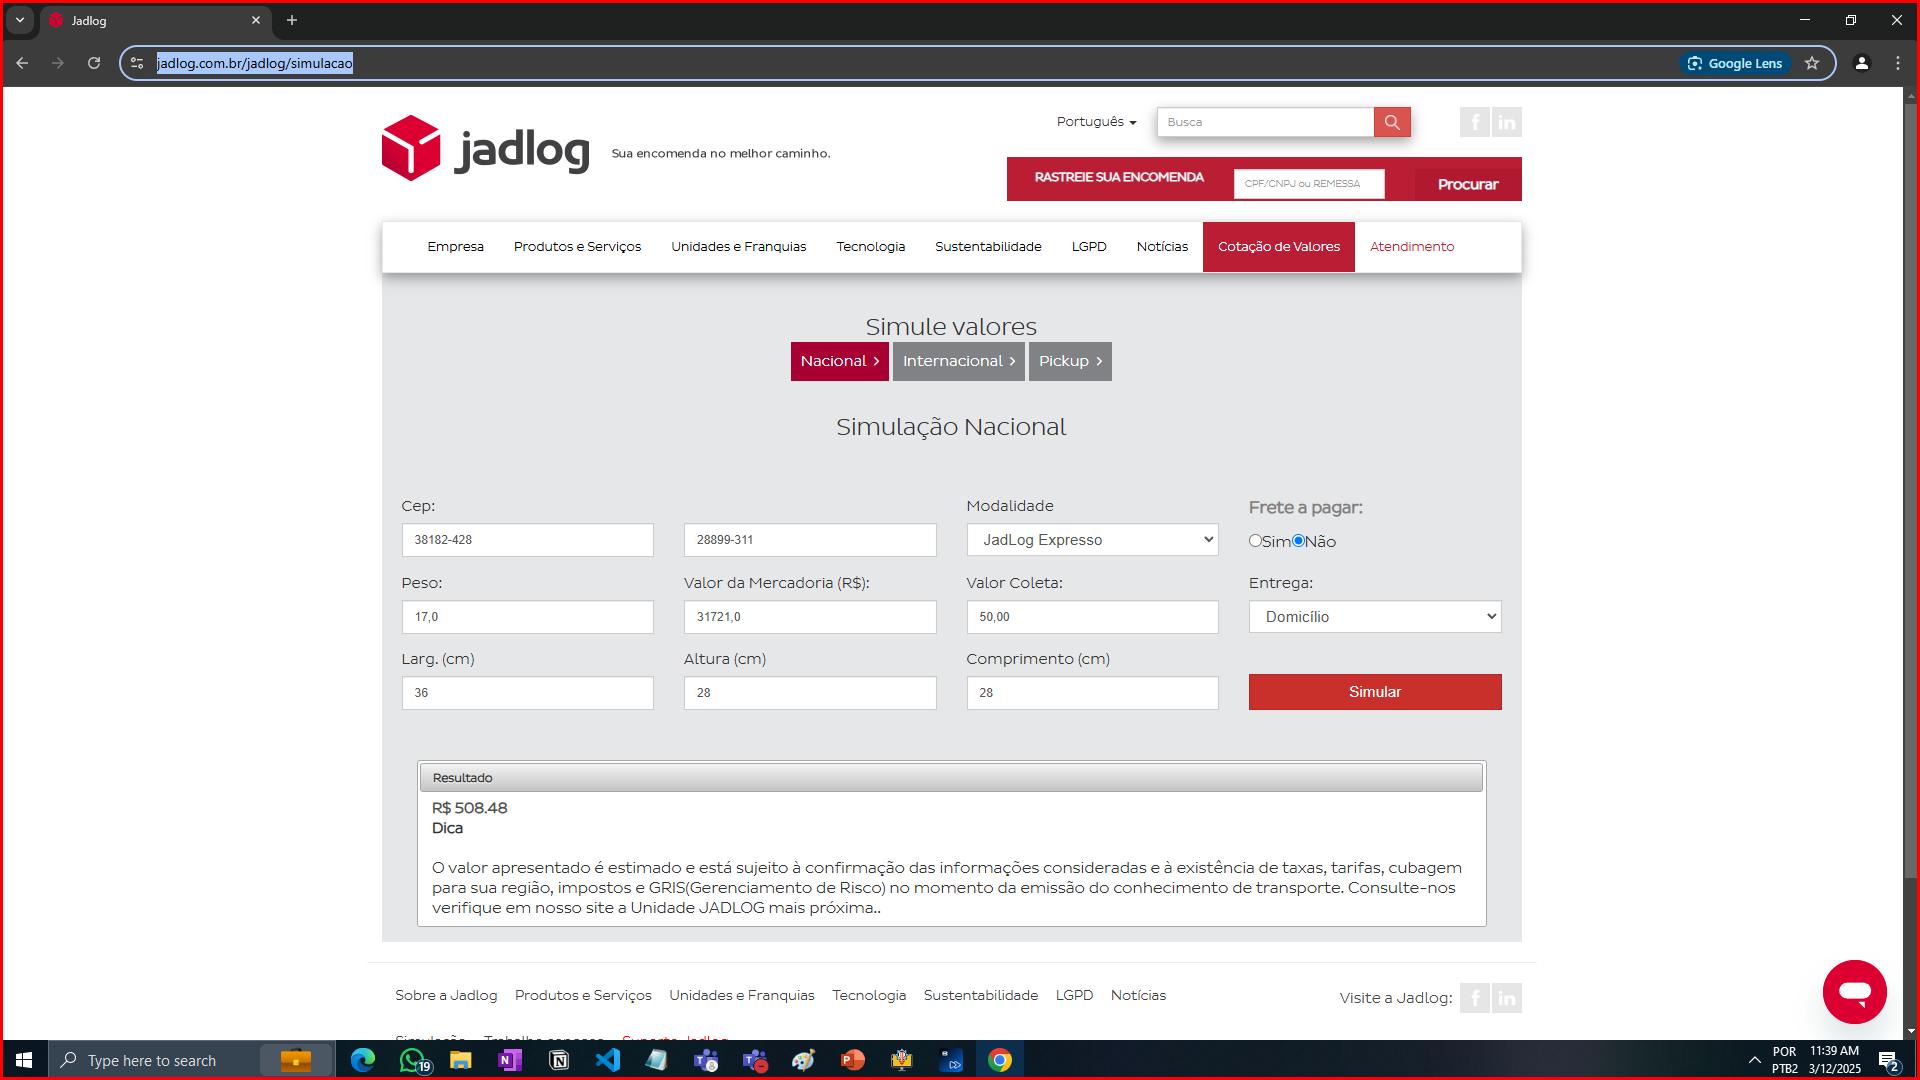 Jadlog
jadlog.com.br/jadlog/simulacao
Google Lens
jadlog
Sua encomenda no melhor caminho.
Português
Busca
f in
RASTREIE SUA ENCOMENDA
CPF/CNPJ ou REMESSA
Procurar
Empresa Produtos e Serviços Unidades e Franquias Tecnologia Sustentabilidade LGPD Notícias Cotação de Valores Atendimento
Simule valores
Nacional Internacional Pickup
Simulação Nacional
Cep: Modalidade Frete a pagar:
38182-428 28899-311 JadLog Expresso Sim Não
Peso: Valor da Mercadoria (R$): Valor Coleta: Entrega:
17,0 31721,0 50,00 Domicílio
Larg. (cm) Altura (cm) Comprimento (cm)
36 28 28 Simular
Resultado
R$ 508.48
Dica
O valor apresentado é estimado e está sujeito à confirmação das informações consideradas e à existência de taxas, tarifas, cubagem
para sua região, impostos e GRIS(Gerenciamento de Risco) no momento da emissão do conhecimento de transporte. Consulte-nos
verifique em nosso site a Unidade JADLOG mais próxima..
Sobre a Jadlog Produtos e Serviços Unidades e Franquias Tecnologia Sustentabilidade LGPD Notícias
Visite a Jadlog: f in
Simulação Trabalhe conosco Suporte Jadlog
Type here to search
19
POR
PTB2
11:39 AM
3/12/2025
2